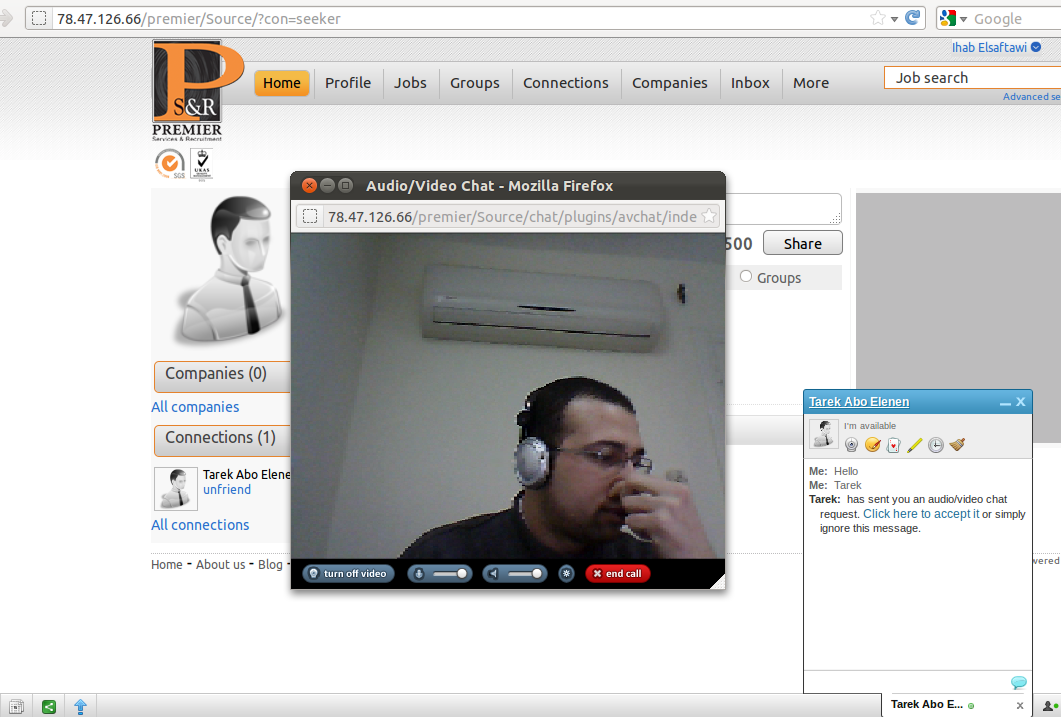 78.47.126.66/premier/Source/?con=seeker
Google
Ihab Elsaftawi
P
S&R
PREMIER
Services & Recruitment
Home
Profile
Jobs
Groups
Connections
Companies
Inbox
More
Job search
Advanced se
SGS
UKAS
Audio/Video Chat - Mozilla Firefox
78.47.126.66/premier/Source/chat/plugins/avchat/inde
500
Share
Groups
Companies (0)
All companies
Connections (1)
Tarek Abo Elene
unfriend
All connections
Home - About us - Blog -
wered
turn off video
end call
Tarek Abo Elenen
I'm available
Me: Hello
Me: Tarek
Tarek: has sent you an audio/video chat
request. Click here to accept it or simply
ignore this message.
Tarek Abo E...